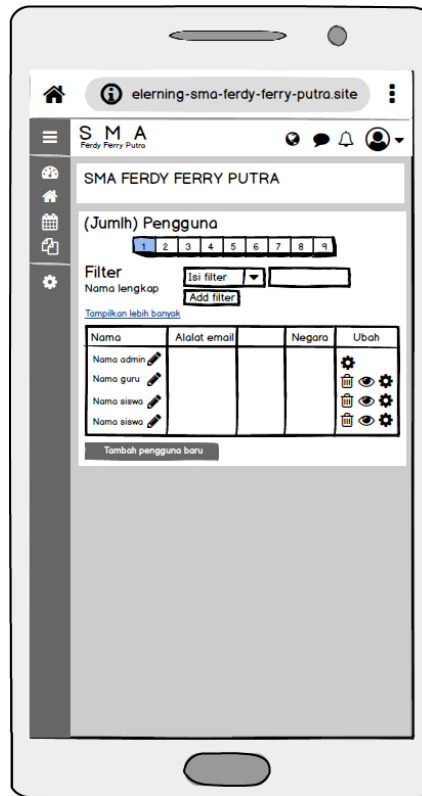 elerning-sma-ferdy-ferry-putra.site
S M A
Ferdy Ferry Putra
SMA FERDY FERRY PUTRA
(Jumlh) Pengguna
1 2 3 4 5 6 7 8 9
Filter
Isi filter
Nama lengkap
Add filter
Tampilkan lebih banyak
Nama Alalat email Negara Ubah
Nama admin
Nama guru
Nama siswa
Nama siswa
Tambah pengguna baru